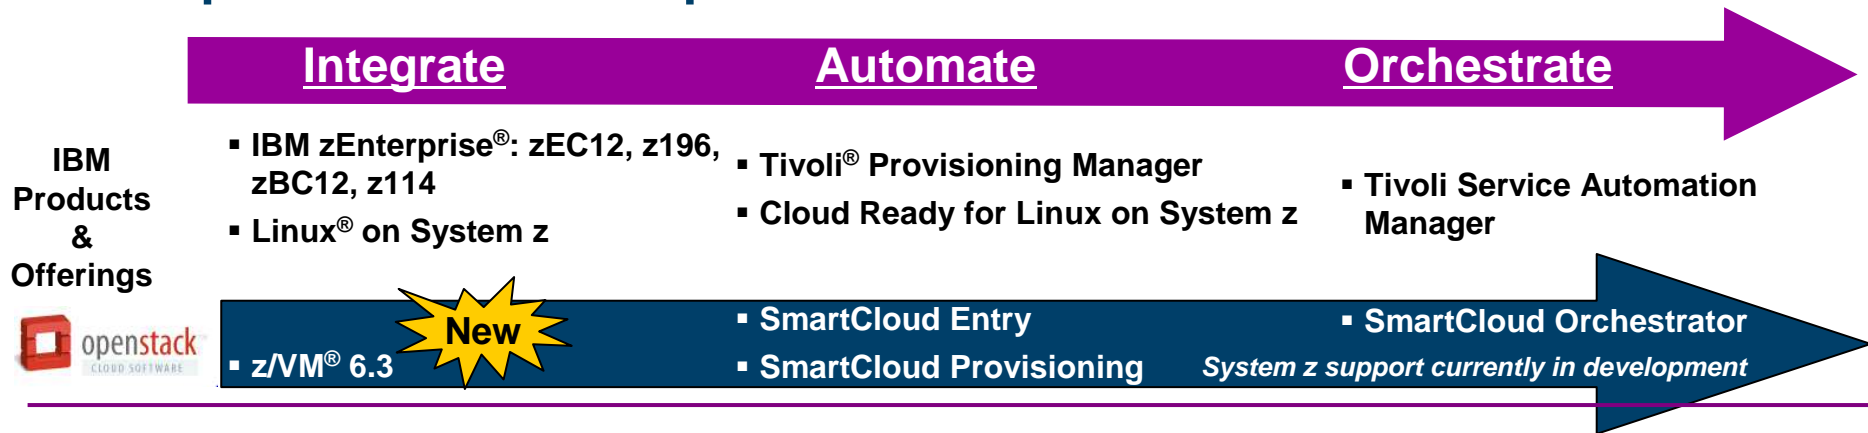 Integrate Automate Orchestrate
IBM
Products
&
Offerings
▪ IBM zEnterprise®: zEC12, z196,
zBC12, z114
▪ Linux® on System z
▪ Tivoli® Provisioning Manager
▪ Cloud Ready for Linux on System z
▪ Tivoli Service Automation
Manager
openstack™
CLOUD SOFTWARE
New
▪ z/VM® 6.3
▪ SmartCloud Entry
▪ SmartCloud Provisioning
▪ SmartCloud Orchestrator
System z support currently in development